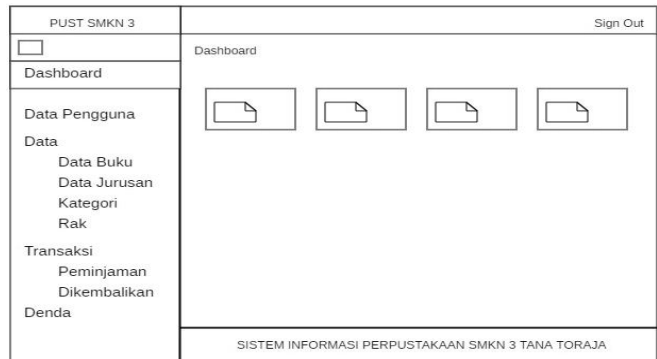 PUST SMKN 3
Sign Out
Dashboard
Dashboard
Data Pengguna
Data
Data Buku
Data Jurusan
Kategori
Rak
Transaksi
Peminjaman
Dikembalikan
Denda
SISTEM INFORMASI PERPUSTAKAAN SMKN 3 TANA TORAJA